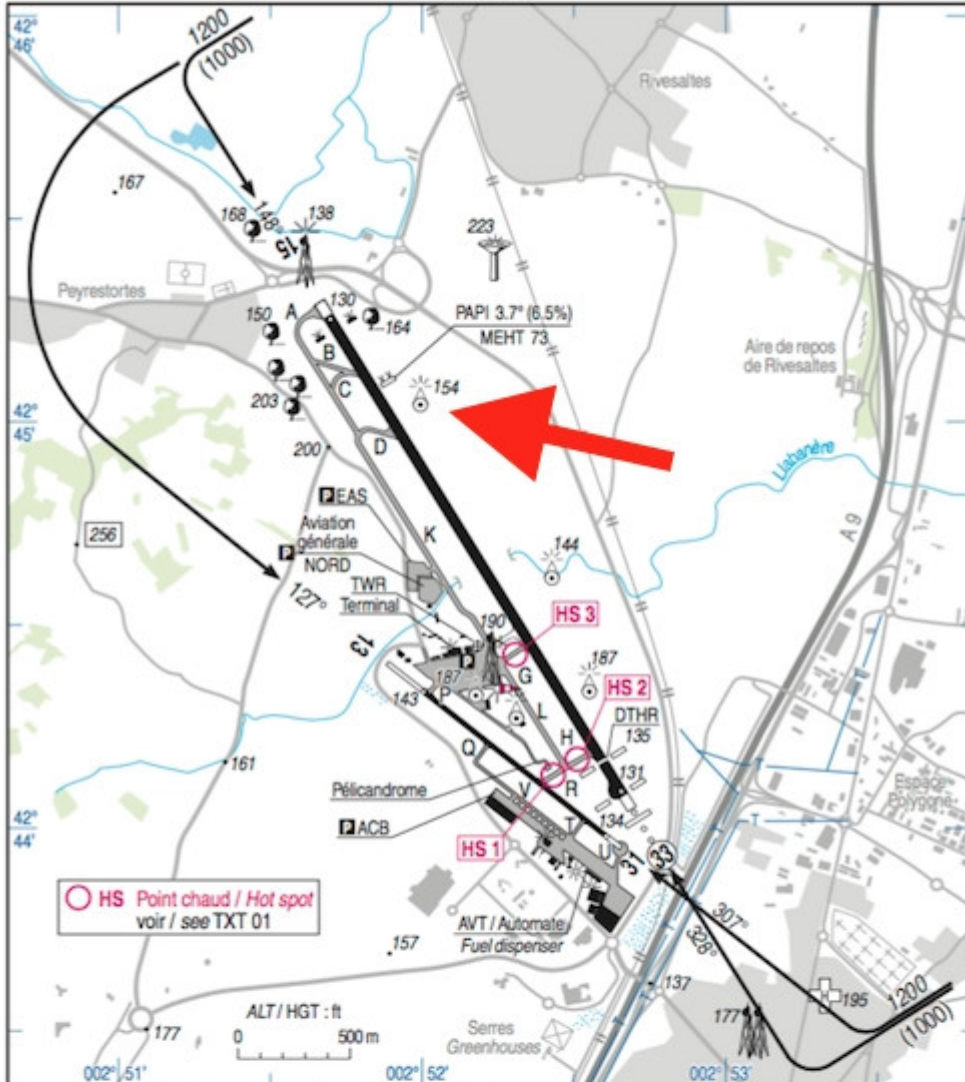 42°
46'
1200
(1000)
Rivesaltes
167
168
148°
138
15
223
Peyrestortes
A
130
150
164
PAPI 3.7° (6.5%)
MEHT 73
B
C
154
Aire de repos
de Rivesaltes
203
42°
45'
200
D
Llabanère
P EAS
256
Aviation
générale
P
NORD
K
A 9
144
127°
TWR
Terminal
190
HS 3
13
P
187
G
187
143
P
L
HS 2
DTHR
Q
H
135
161
Pélicandrome
V
R
131
T
Espace
Polygone
P ACB
134
42°
44'
HS 1
T
T
U
31
33
HS Point chaud / Hot spot
voir / see TXT 01
307°
328°
AVT / Automate
Fuel dispenser
157
137
195
1200
(1000)
177
ALT / HGT : ft
177
0 500 m
Serres
Greenhouses
002° 51'
002° 52'
002° 53'